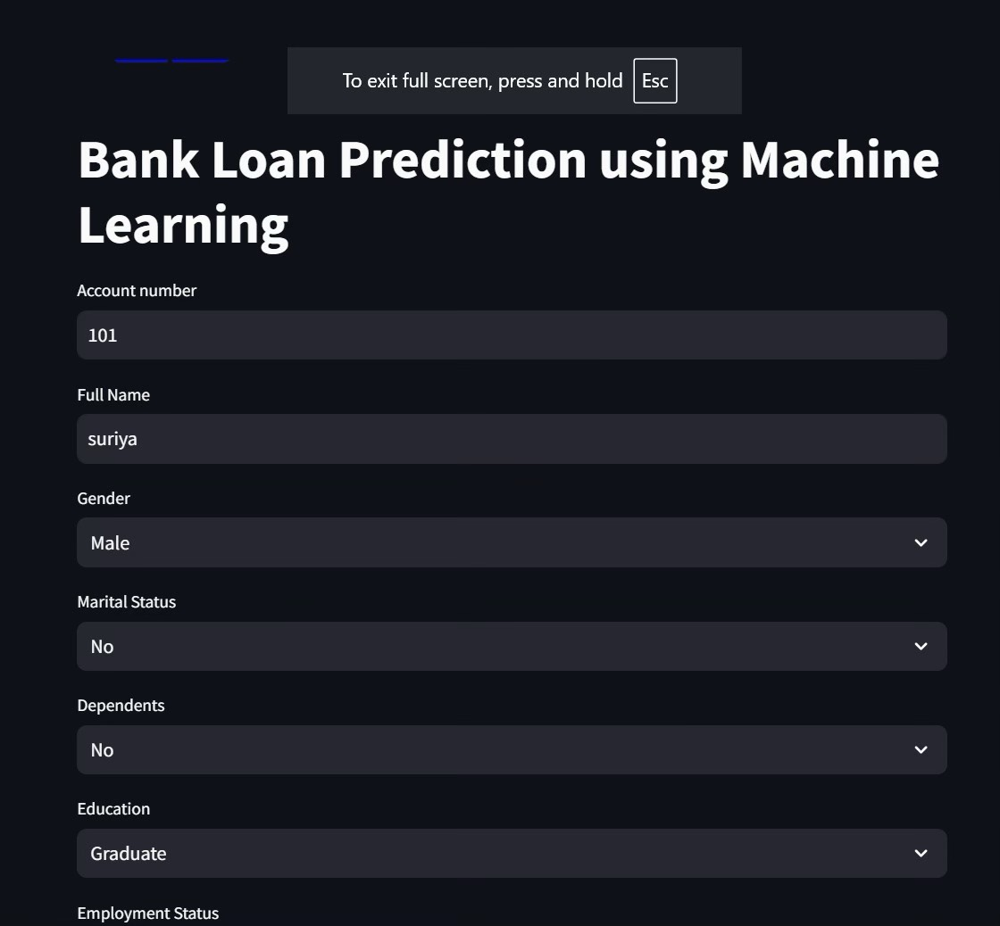 To exit full screen, press and hold Esc
Bank Loan Prediction using Machine
Learning
Account number
101
Full Name
suriya
Gender
Male
Marital Status
No
Dependents
No
Education
Graduate
Employment Status